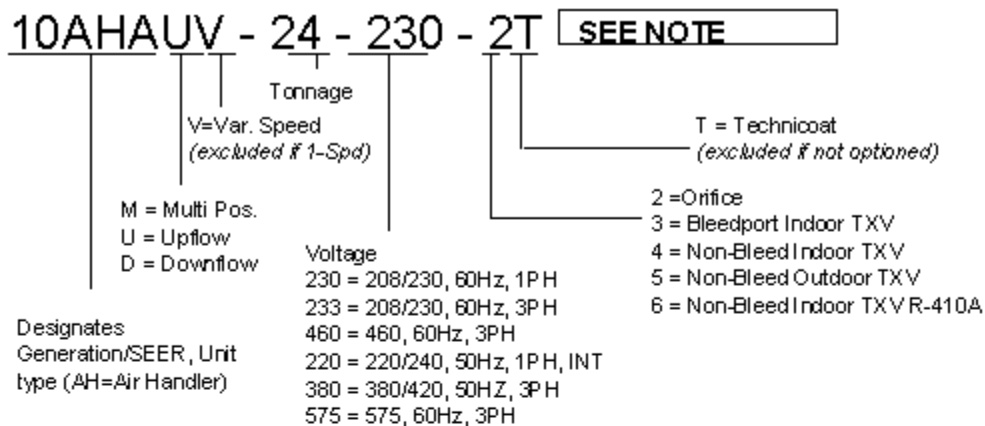 10AHAUV - 24 - 230 - 2T SEE NOTE
Tonnage
V=Var. Speed
(excluded if 1-Spd)
T = Technicoat
(excluded if not optioned)
M = Multi Pos.
U = Upflow
D = Downflow
2 =Orifice
3 = Bleedport Indoor TXV
4 = Non-Bleed Indoor TXV
5 = Non-Bleed Outdoor TXV
6 = Non-Bleed Indoor TXV R-410A
Voltage
230 = 208/230, 60Hz, 1PH
233 = 208/230, 60Hz, 3PH
460 = 460, 60Hz, 3PH
220 = 220/240, 50Hz, 1PH, INT
380 = 380/420, 50HZ, 3PH
575 = 575, 60Hz, 3PH
Designates
Generation/SEER, Unit
type (AH=Air Handler)